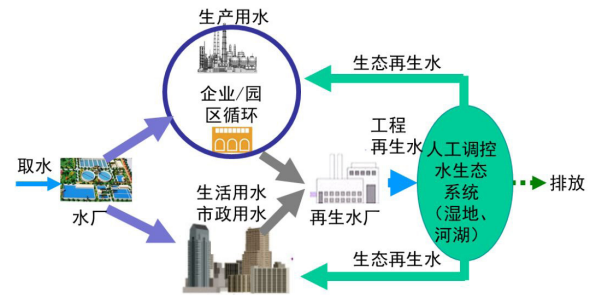 生产用水
企业/园
区循环
生态再生水
工程
再生水
人工调控
水生态
系统
（湿地、
河湖）
取水
水厂
生活用水
市政用水
再生水厂
排放
生态再生水